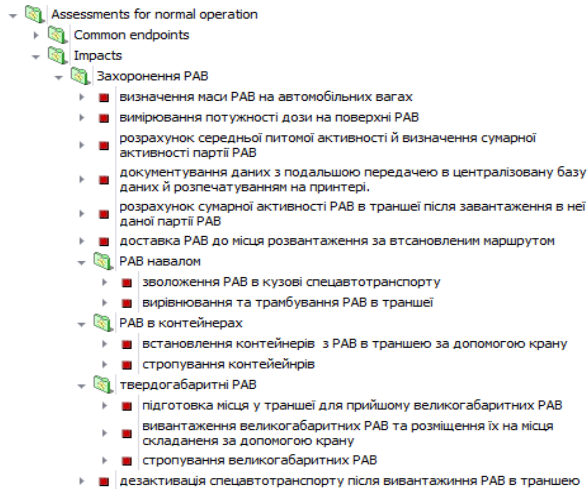 Assessments for normal operation
Common endpoints
Impacts
Захоронення РАВ
визначення маси РАВ на автомобільних вагах
вимірювання потужності дози на поверхні РАВ
розрахунок середньої питомої активності й визначення сумарної
активності партії РАВ
документування даних з подальшою передачею в централізовану базу
даних й розпечатуванням на принтері.
розрахунок сумарної активності РАВ в траншеї після завантаження в неї
даної партії РАВ
доставка РАВ до місця розвантаження за втсановленим маршрутом
РАВ навалом
зволоження РАВ в кузові спецавтотранспорту
вирівнювання та трамбування РАВ в траншеї
РАВ в контейнерах
встановлення контейнерів з РАВ в траншею за допомогою крану
стропування контейейнрів
твердогабаритні РАВ
підготовка місця у траншеї для прийшому великогабаритних РАВ
вивантаження великогабаритних РАВ та розміщення їх на місця
складаненя за допомогою крану
стропування великогабаритних РАВ
дезактивація спецавтотранспорту після вивантажиння РАВ в траншею